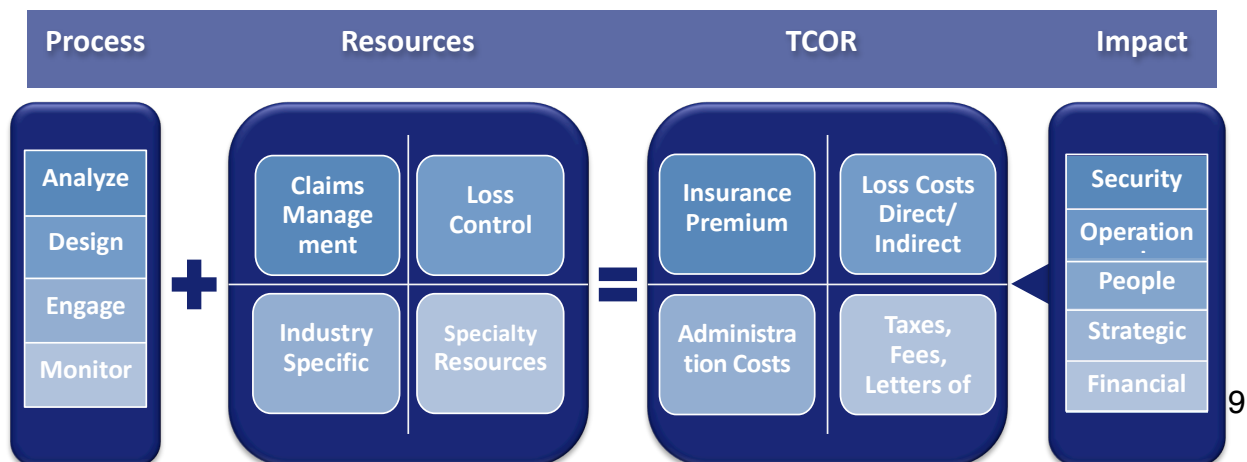 Process
Resources
TCOR
Impact
Analyze
Design
Engage
Monitor
+
Claims
Manage
ment
Loss
Control
Industry
Specific
Specialty
Resources
=
Insurance
Premium
Loss Costs
Direct/
Indirect
Administra
tion Costs
Taxes,
Fees,
Letters of
Security
Operation
People
Strategic
Financial
9